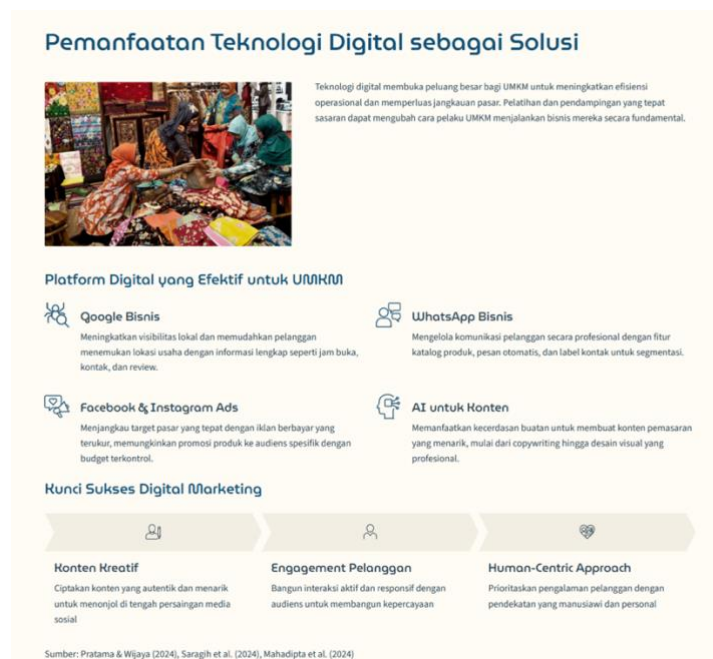 Pemanfaatan Teknologi Digital sebagai Solusi
Teknologi digital membuka peluang besar bagi UMKM untuk meningkatkan efisiensi
operasional dan memperluas jangkauan pasar. Pelatihan dan pendampingan yang tepat
sasaran dapat mengubah cara pelaku UMKM menjalankan bisnis mereka secara fundamental.
Platform Digital yang Efektif untuk UMKM
Google Bisnis
Meningkatkan visibilitas lokal dan memudahkan pelanggan
menemukan lokasi usaha dengan informasi lengkap seperti jam buka,
kontak, dan review.
WhatsApp Bisnis
Mengelola komunikasi pelanggan secara profesional dengan fitur
katalog produk, pesan otomatis, dan label kontak untuk segmentasi.
Facebook & Instagram Ads
Menjangkau target pasar yang tepat dengan iklan berbayar yang
terukur, memungkinkan promosi produk ke audiens spesifik dengan
budget terkontrol.
AI untuk Konten
Memanfaatkan kecerdasan buatan untuk membuat konten pemasaran
yang menarik, mulai dari copywriting hingga desain visual yang
profesional.
Kunci Sukses Digital Marketing
Konten Kreatif
Ciptakan konten yang autentik dan menarik
untuk menonjol di tengah persaingan media
sosial
Engagement Pelanggan
Bangun interaksi aktif dan responsif dengan
audiens untuk membangun kepercayaan
Human-Centric Approach
Prioritaskan pengalaman pelanggan dengan
pendekatan yang manusiawi dan personal
Sumber: Pratama & Wijaya (2024), Saragih et al. (2024), Mahadipta et al. (2024)